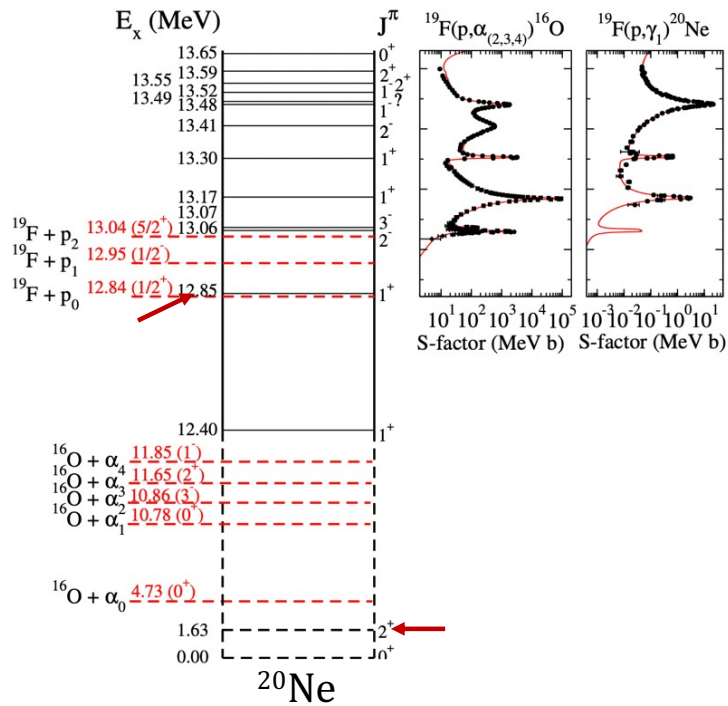 E_x (MeV)
J^π
¹⁹F(p,α₍₂,₃,₄₎)¹⁶O
¹⁹F(p,γ₁)²⁰Ne
13.65 0⁺
13.59 2⁺
13.55 2⁺
13.52 1⁻
13.49 ?
13.48 1⁻
13.41 2⁻
13.30 1⁺
13.17 1⁺
13.07 3⁻
13.06 2⁻
¹⁹F + p₂ 13.04 (5/2⁺)
¹⁹F + p₁ 12.95 (1/2⁻)
¹⁹F + p₀ 12.84 (1/2⁺)
12.85 1⁺
10¹ 10² 10³ 10⁴ 10⁵
S-factor (MeV b)
10⁻³ 10⁻² 10⁻¹ 10⁰ 10¹
S-factor (MeV b)
12.40 1⁺
¹⁶O + α₄ 11.85 (1⁻)
¹⁶O + α₃ 11.65 (2⁺)
¹⁶O + α₂ 10.86 (3⁻)
¹⁶O + α₁ 10.78 (0⁺)
¹⁶O + α₀ 4.73 (0⁺)
1.63 2⁺
0.00 0⁺
²⁰Ne